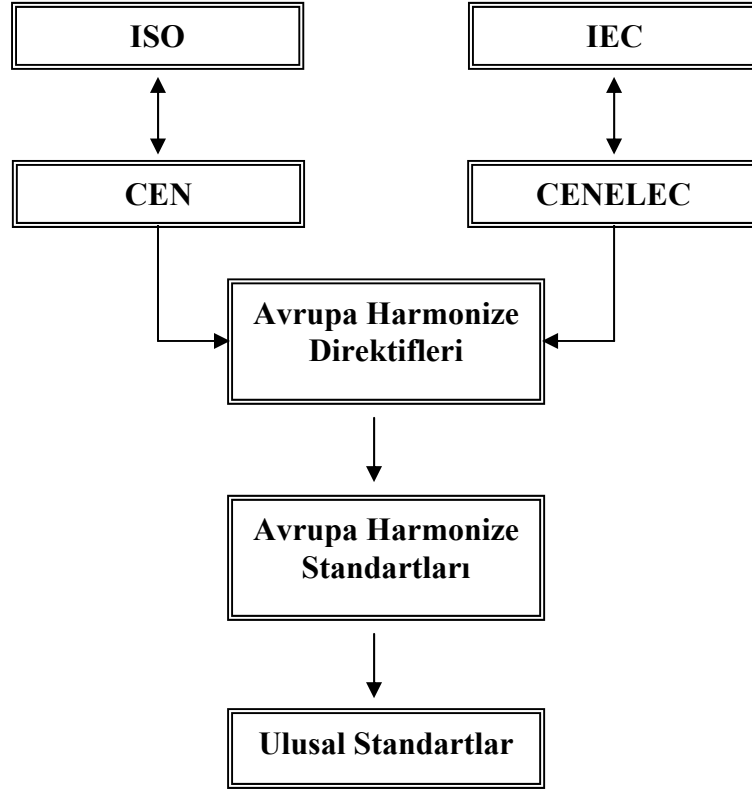 ISO
IEC
CEN
CENELEC
Avrupa Harmonize
Direktifleri
Avrupa Harmonize
Standartları
Ulusal Standartlar